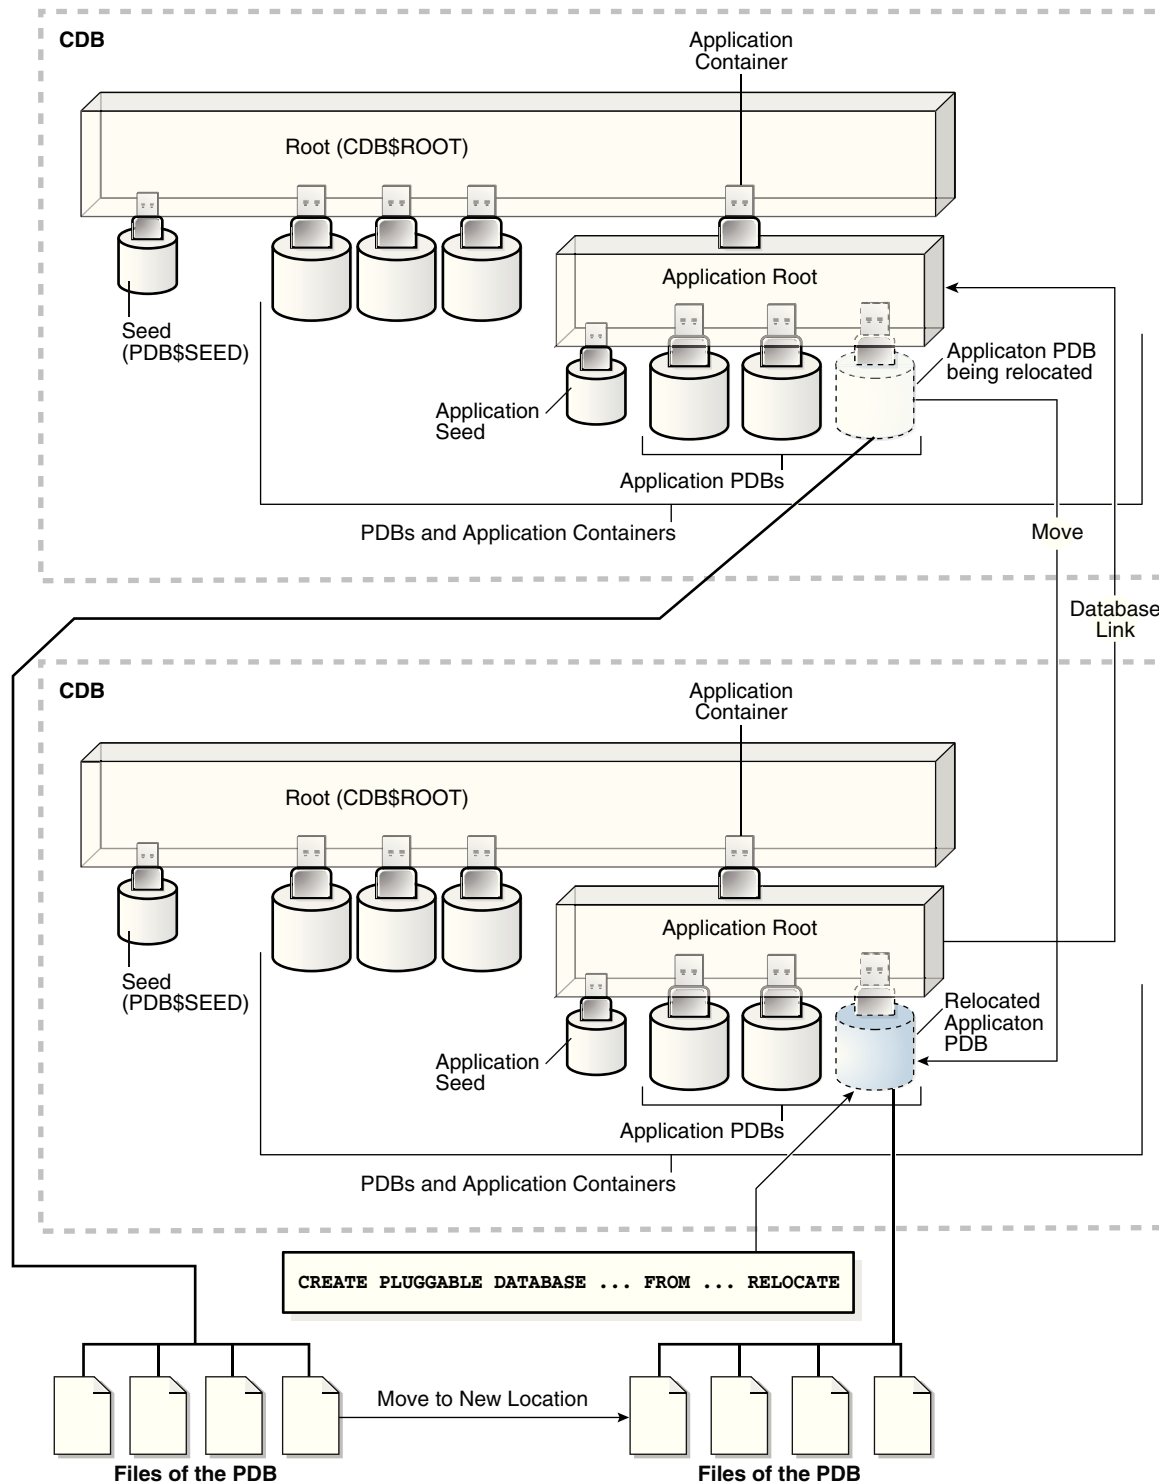 CDB
Application
Container
Root (CDB$ROOT)
Application Root
Seed
(PDB$SEED)
Applicaton PDB
being relocated
Application
Seed
Application PDBs
PDBs and Application Containers
Move
Database
Link
CDB
Application
Container
Root (CDB$ROOT)
Application Root
Seed
(PDB$SEED)
Relocated
Applicaton
PDB
Application
Seed
Application PDBs
PDBs and Application Containers
CREATE PLUGGABLE DATABASE ... FROM ... RELOCATE
Move to New Location
Files of the PDB
Files of the PDB